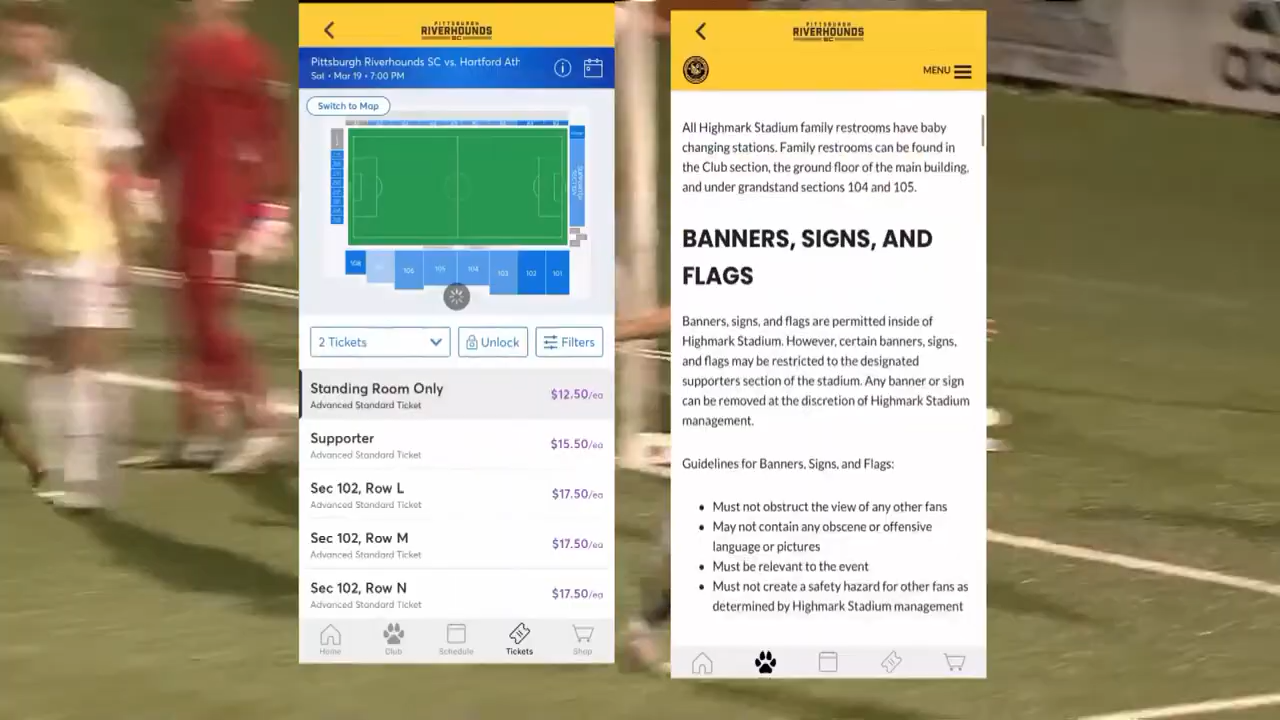 PITTSBURGH
RIVERHOUNDS
SC
Pittsburgh Riverhounds SC vs. Hartford Ath
Sat • Mar 19 • 7:00 PM
Switch to Map
108
106
105
104
103
102
101
2 Tickets
Unlock
Filters
Standing Room Only
Advanced Standard Ticket
$12.50/ea
Supporter
Advanced Standard Ticket
$15.50/ea
Sec 102, Row L
Advanced Standard Ticket
$17.50/ea
Sec 102, Row M
Advanced Standard Ticket
$17.50/ea
Sec 102, Row N
Advanced Standard Ticket
$17.50/ea
Home
Club
Schedule
Tickets
Shop
PITTSBURGH
RIVERHOUNDS
SC
MENU
All Highmark Stadium family restrooms have baby
changing stations. Family restrooms can be found in
the Club section, the ground floor of the main building,
and under grandstand sections 104 and 105.
BANNERS, SIGNS, AND
FLAGS
Banners, signs, and flags are permitted inside of
Highmark Stadium. However, certain banners, signs,
and flags may be restricted to the designated
supporters section of the stadium. Any banner or sign
can be removed at the discretion of Highmark Stadium
management.
Guidelines for Banners, Signs, and Flags:
• Must not obstruct the view of any other fans
• May not contain any obscene or offensive
language or pictures
• Must be relevant to the event
• Must not create a safety hazard for other fans as
determined by Highmark Stadium management